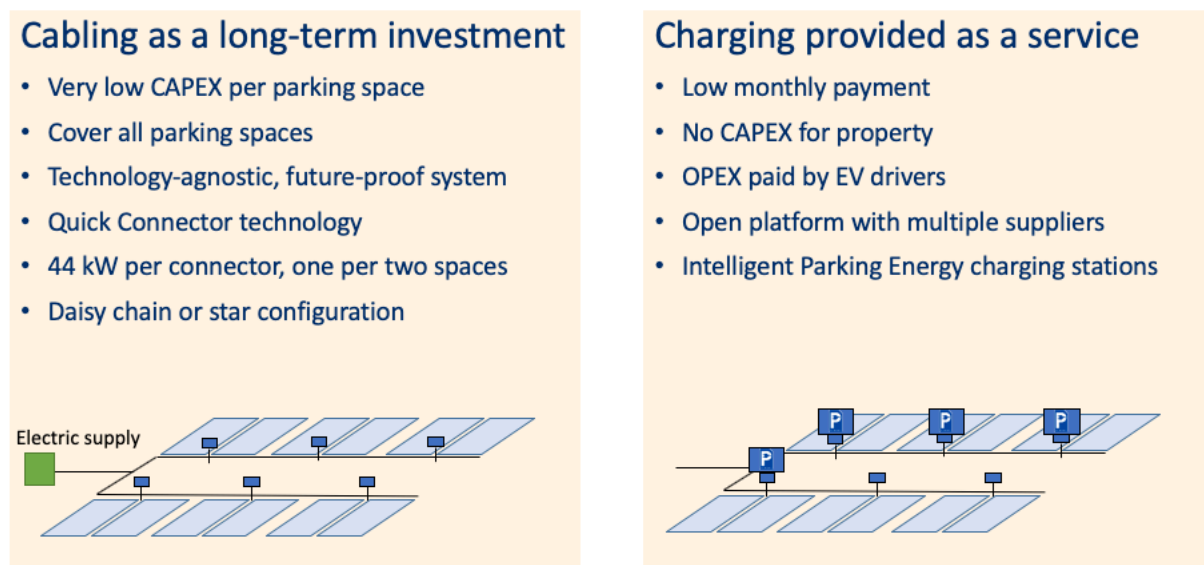 Cabling as a long-term investment
• Very low CAPEX per parking space
• Cover all parking spaces
• Technology-agnostic, future-proof system
• Quick Connector technology
• 44 kW per connector, one per two spaces
• Daisy chain or star configuration
Electric supply
Charging provided as a service
• Low monthly payment
• No CAPEX for property
• OPEX paid by EV drivers
• Open platform with multiple suppliers
• Intelligent Parking Energy charging stations
P
P
P
P